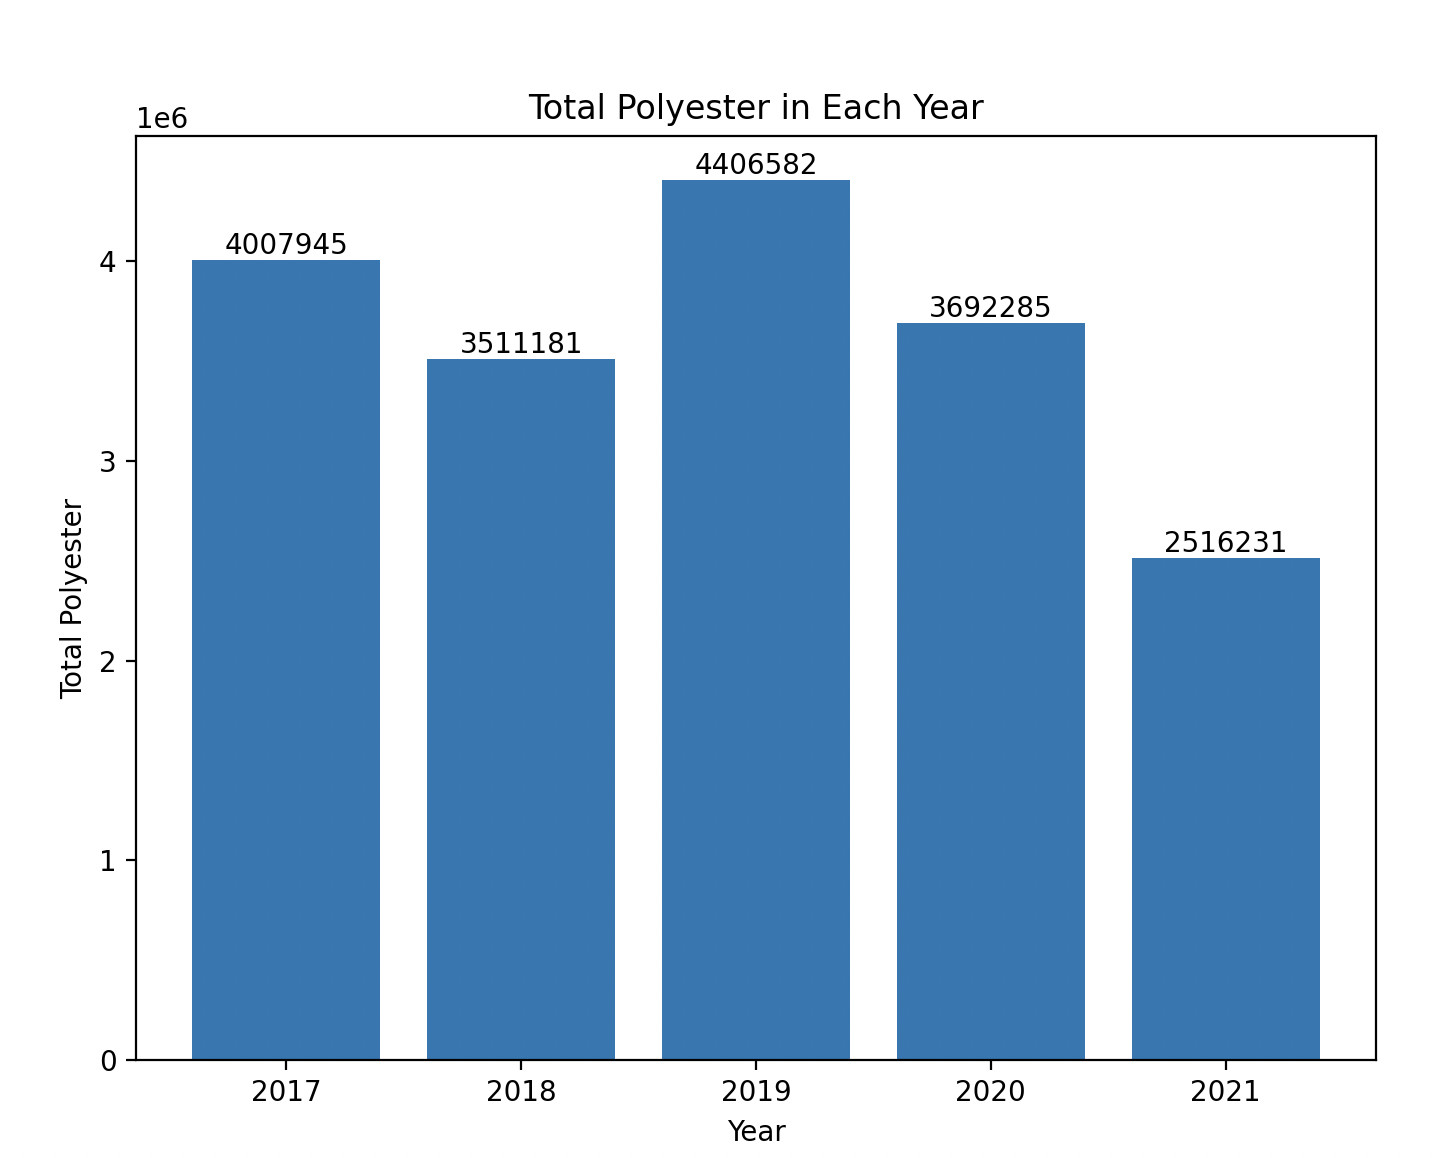 Total Polyester in Each Year
1e6
4406582
4007945
3692285
3511181
2516231
4
3
2
1
0
Total Polyester
2017 2018 2019 2020 2021
Year